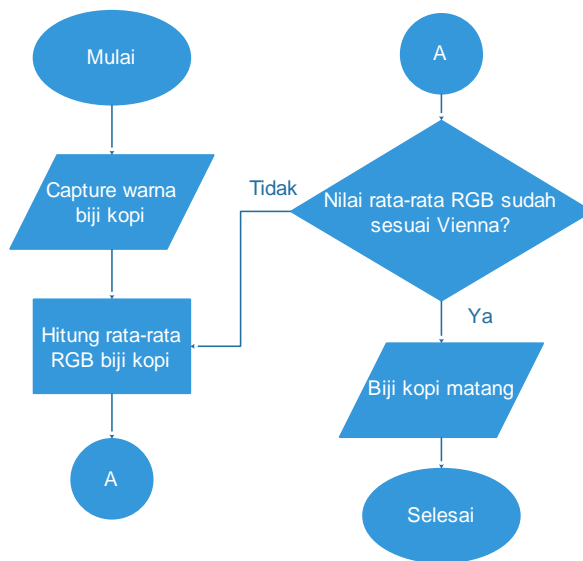 Mulai
Capture warna
biji kopi
Hitung rata-rata
RGB biji kopi
A
A
Nilai rata-rata RGB sudah
sesuai Vienna?
Tidak
Ya
Biji kopi matang
Selesai